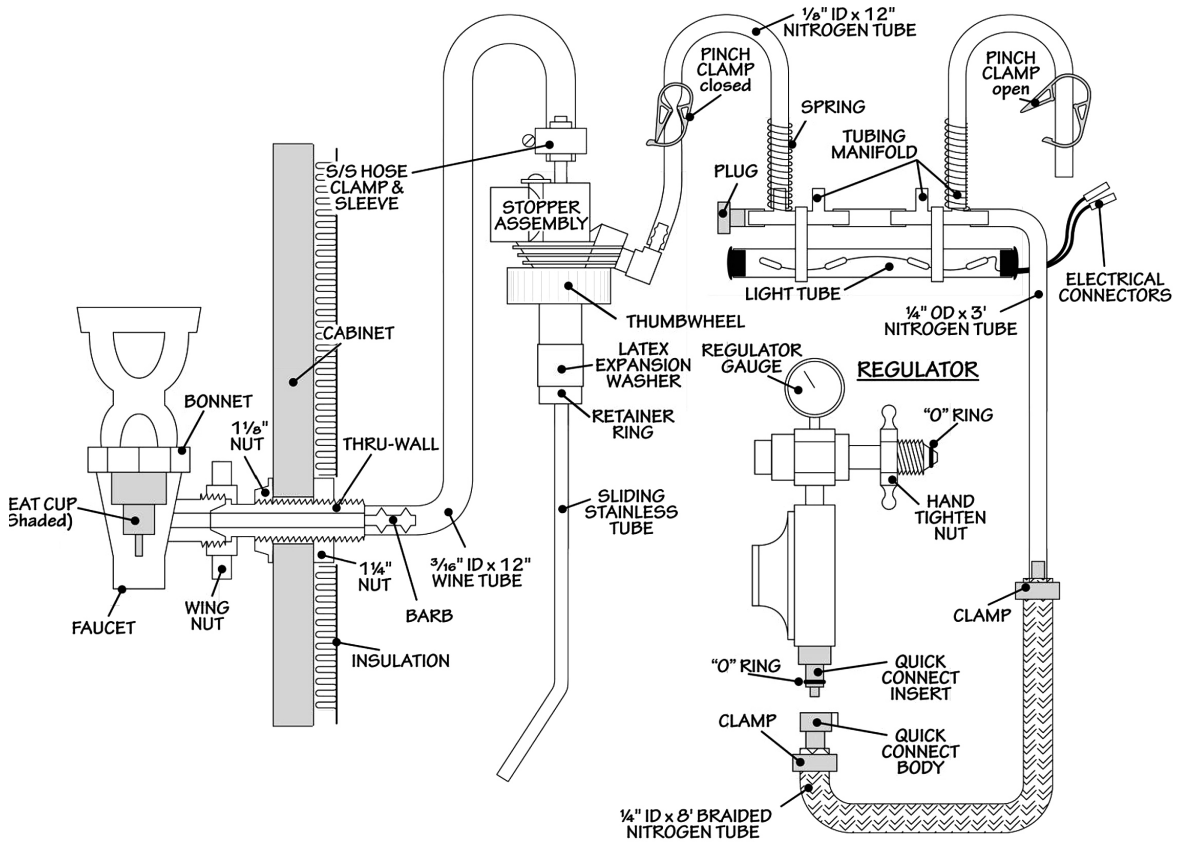 ⅛" ID x 12"
NITROGEN TUBE
PINCH
CLAMP
closed
PINCH
CLAMP
open
SPRING
TUBING
MANIFOLD
PLUG
S/S HOSE
CLAMP &
SLEEVE
STOPPER
ASSEMBLY
LIGHT TUBE
ELECTRICAL
CONNECTORS
¼" OD x 3'
NITROGEN TUBE
THUMBWHEEL
CABINET
LATEX
EXPANSION
WASHER
REGULATOR
GAUGE
REGULATOR
RETAINER
RING
"O" RING
BONNET
1⅛"
NUT
THRU-WALL
EAT CUP
Shaded)
SLIDING
STAINLESS
TUBE
HAND
TIGHTEN
NUT
1¼"
NUT
3/16" ID x 12"
WINE TUBE
WING
NUT
BARB
FAUCET
INSULATION
CLAMP
"O" RING
QUICK
CONNECT
INSERT
CLAMP
QUICK
CONNECT
BODY
¼" ID x 8' BRAIDED
NITROGEN TUBE